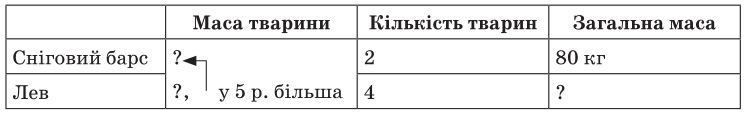 Маса тварини Кількість тварин Загальна маса
Сніговий барс ? 2 80 кг
Лев ?, у 5 р. більша 4 ?